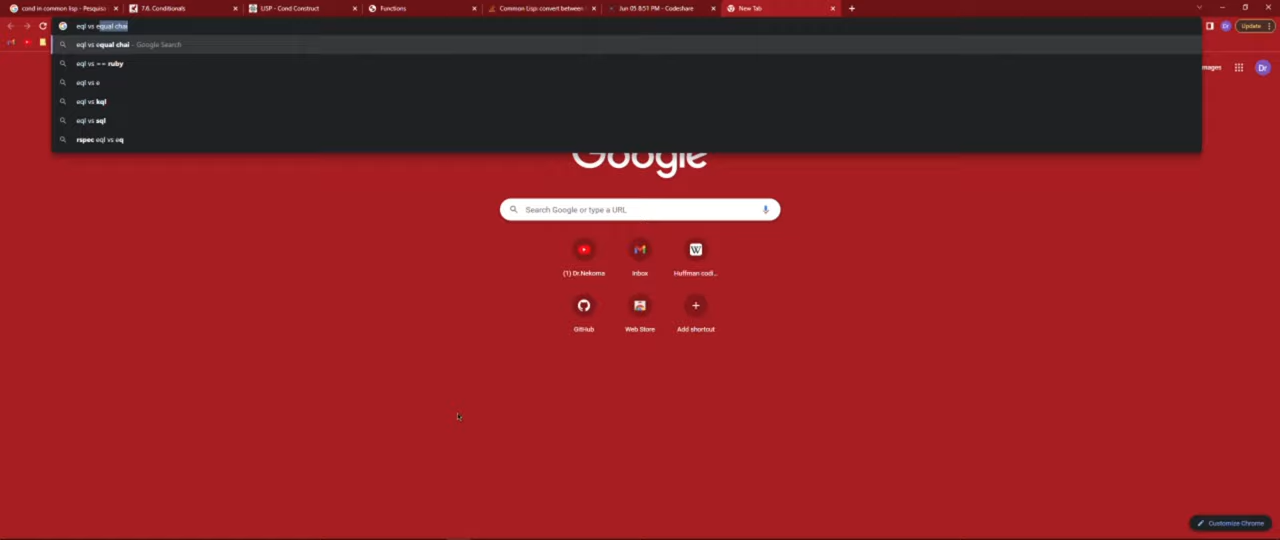 cond in common lisp - Pesquisa
7.6. Conditionals
LISP - Cond Construct
Functions
Common Lisp: convert between
Jun 05 8:51 PM - Codeshare
New Tab
eql vs equal chai
Update
eql vs equal chai - Google Search
eql vs == ruby
eql vs e
eql vs kql
eql vs sql
rspec eql vs eq
Dr
Google
Search Google or type a URL
(1) Dr.Nekoma
Inbox
Huffman codi...
GitHub
Web Store
Add shortcut
Customize Chrome